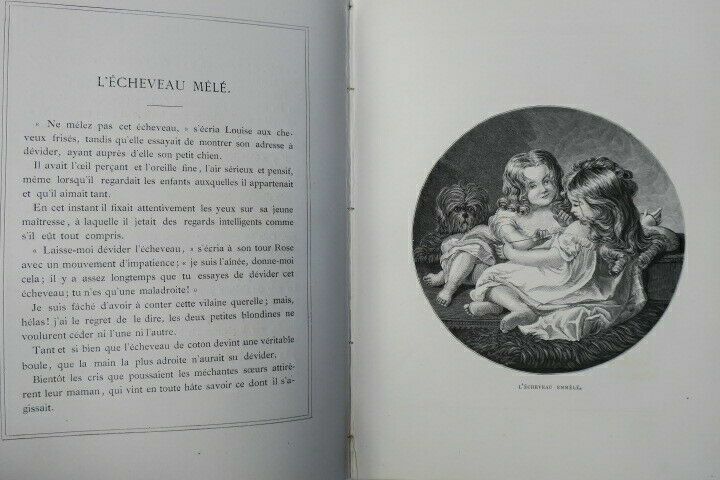 L'ÉCHEVEAU MÊLÉ.
« Ne mêlez pas cet écheveau, » s'écria Louise aux che-
veux frisés, tandis qu'elle essayait de montrer son adresse à
dévider, ayant auprès d'elle son petit chien.
Il avait l'œil perçant et l'oreille fine, l'air sérieux et pensif,
même lorsqu'il regardait les enfants auxquelles il appartenait
et qu'il aimait tant.
En cet instant il fixait attentivement les yeux sur sa jeune
maîtresse, à laquelle il jetait des regards intelligents comme
s'il eût tout compris.
« Laisse-moi dévider l'écheveau, » s'écria à son tour Rose
avec un mouvement d'impatience; « je suis l'aînée, donne-moi
cela; il y a assez longtemps que tu essayes de dévider cet
écheveau; tu n'es qu'une maladroite! »
Je suis fâché d'avoir à conter cette vilaine querelle; mais,
hélas! j'ai le regret de le dire, les deux petites blondines ne
voulurent céder ni l'une ni l'autre.
Tant et si bien que l'écheveau de coton devint une véritable
boule, que la main la plus adroite n'aurait su dévider.
Bientôt les cris que poussaient les méchantes sœurs attirè-
rent leur maman, qui vint en toute hâte savoir ce dont il s'a-
gissait.
L'ÉCHEVEAU EMMÊLÉ.